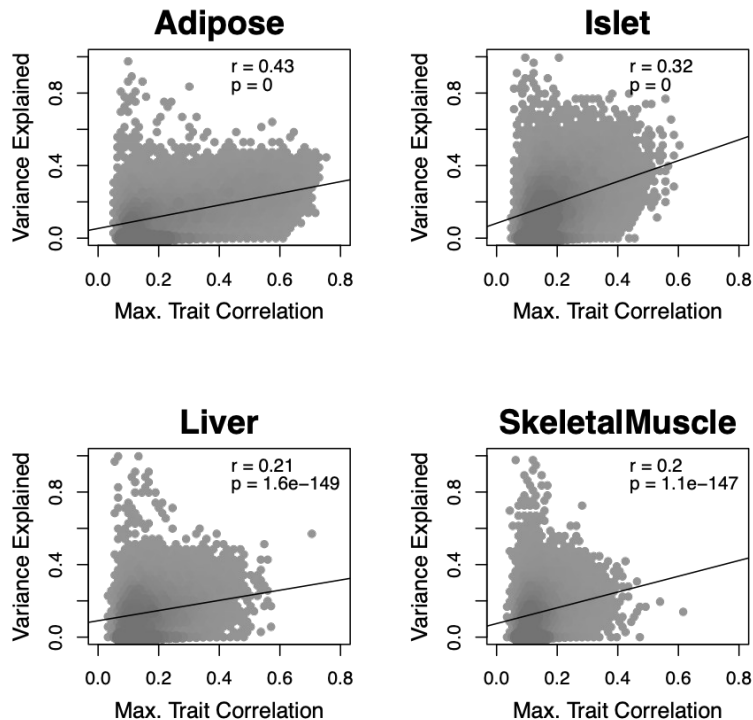 Adipose
Variance Explained
0.0 0.4 0.8
r = 0.43
p = 0
0.0 0.2 0.4 0.6 0.8
Max. Trait Correlation
Islet
Variance Explained
0.0 0.4 0.8
r = 0.32
p = 0
0.0 0.2 0.4 0.6 0.8
Max. Trait Correlation
Liver
Variance Explained
0.0 0.4 0.8
r = 0.21
p = 1.6e−149
0.0 0.2 0.4 0.6 0.8
Max. Trait Correlation
SkeletalMuscle
Variance Explained
0.0 0.4 0.8
r = 0.2
p = 1.1e−147
0.0 0.2 0.4 0.6 0.8
Max. Trait Correlation